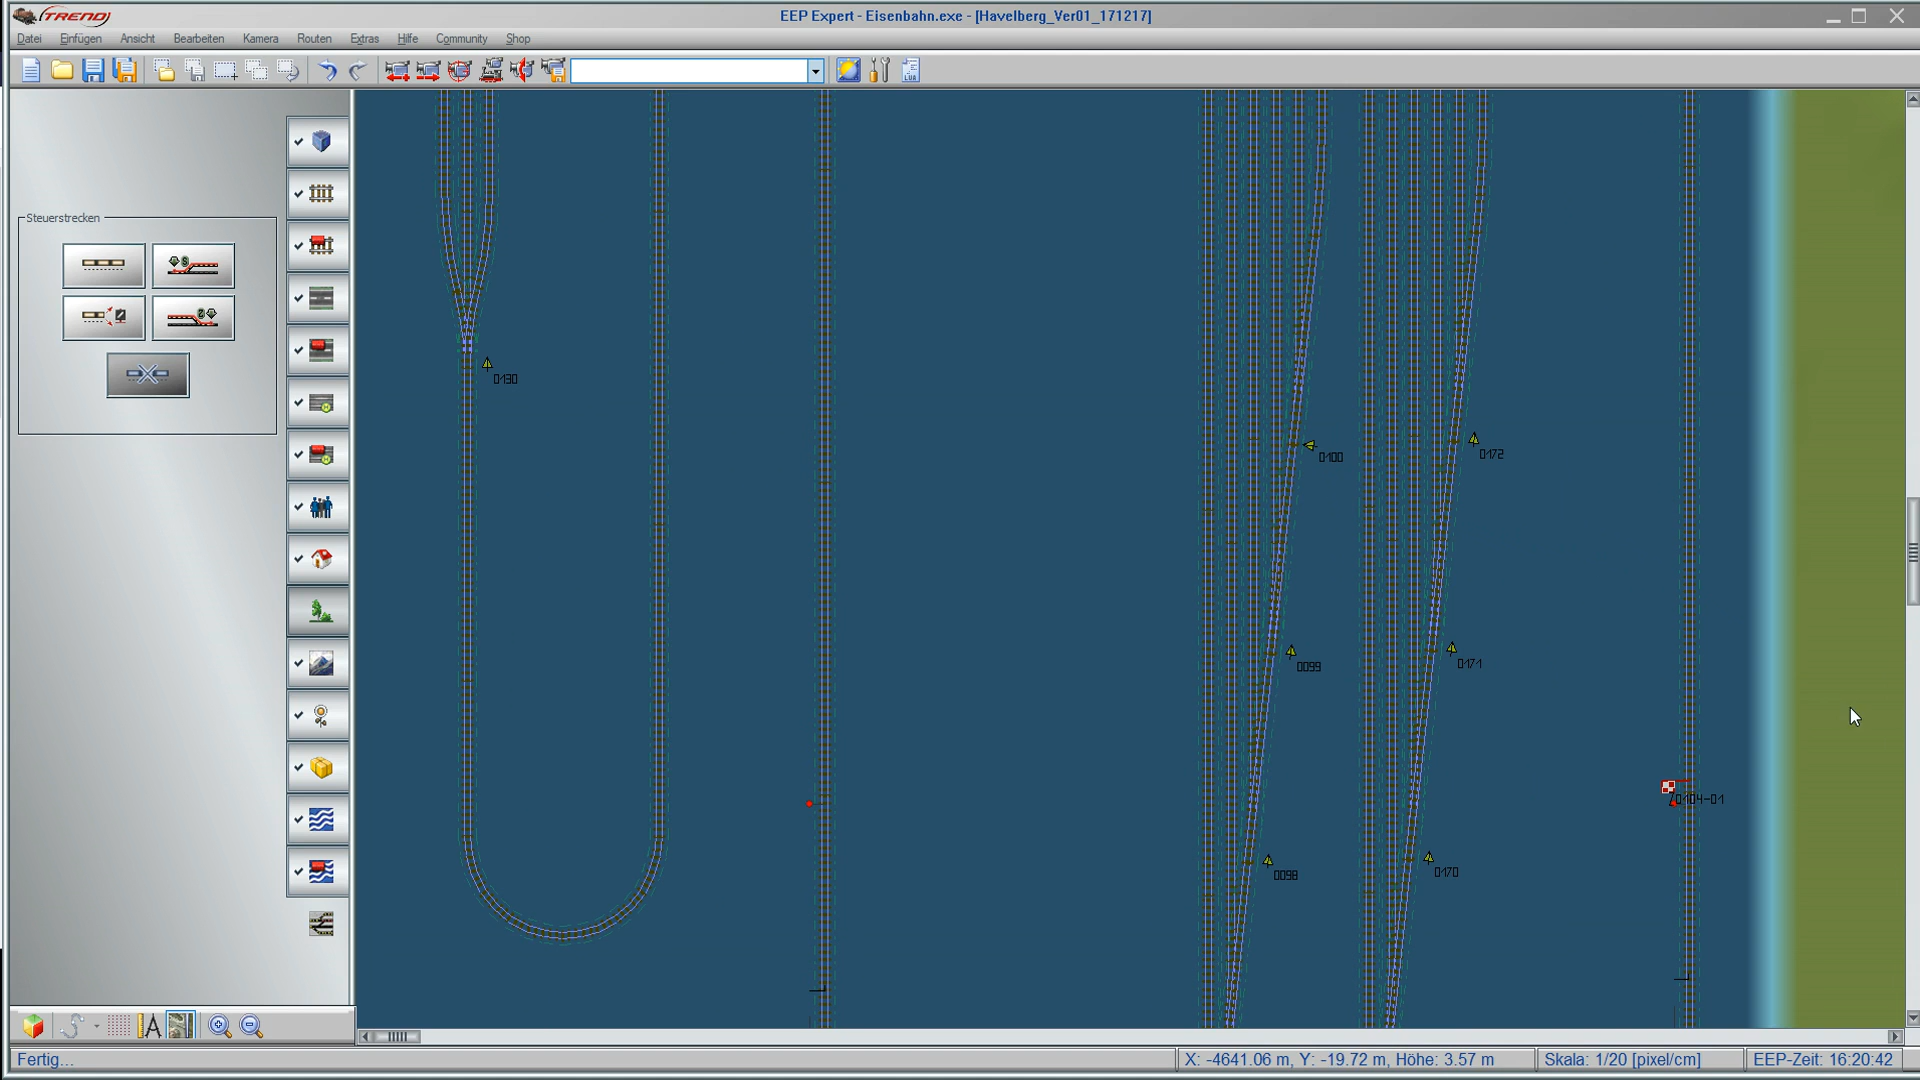 TREND
EEP Expert - Eisenbahn.exe - [Havelberg_Ver01_171217]
Datei Einfügen Ansicht Bearbeiten Kamera Routen Extras Hilfe Community Shop
LUA
Steuerstrecken
0130
0100
0172
0099
0171
0104-01
0098
0170
Fertig...
X: -4641.06 m, Y: -19.72 m, Höhe: 3.57 m
Skala: 1/20 [pixel/cm]
EEP-Zeit: 16:20:42